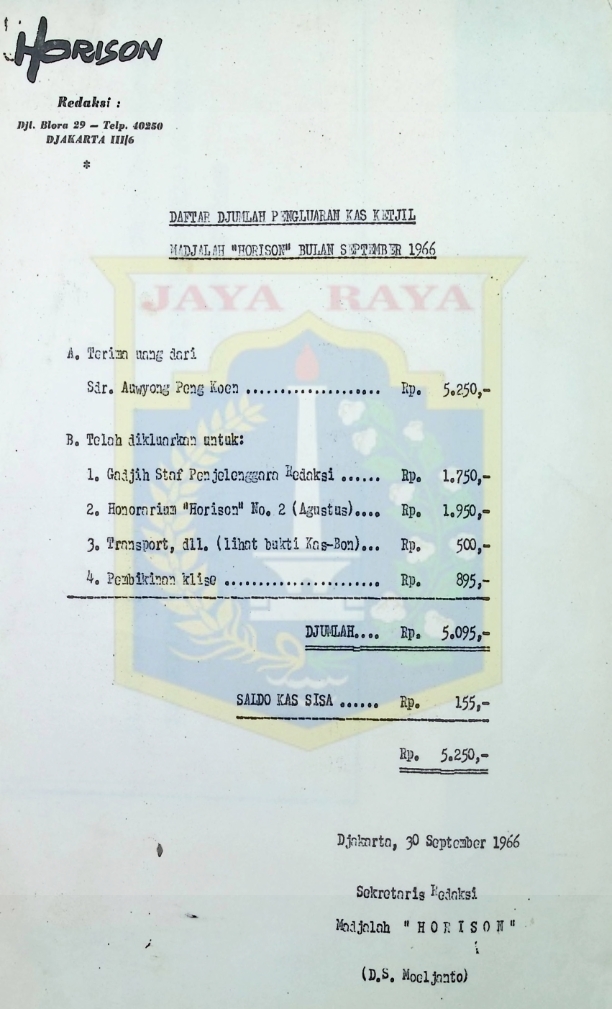 HORISON
Redaksi :
Djl. Blora 29 – Telp. 40250
DJAKARTA III/6
*
DAFTAR DJUMLAH PENGLUARAN KAS KETJIL
MADJALAH "HORISON" BULAN SEPTEMBER 1966
JAYA RAYA
A. Terima uang dari
Sdr. Auwyong Peng Koen .................... Rp. 5.250,-
B. Telah dikluarkan untuk:
1. Gadjih Staf Penjelenggara Redaksi ...... Rp. 1.750,-
2. Honorarium "Horison" No. 2 (Agustus).... Rp. 1.950,-
3. Transport, dll. (lihat bukti Kas-Bon)... Rp. 500,-
4. Pembikinan klise ....................... Rp. 895,-
DJUMLAH.... Rp. 5.095,-
SALDO KAS SISA ...... Rp. 155,-
Rp. 5.250,-
Djakarta, 30 September 1966
Sekretaris Redaksi
Madjalah "H O R I S O N"
(D.S. Moeljanto)